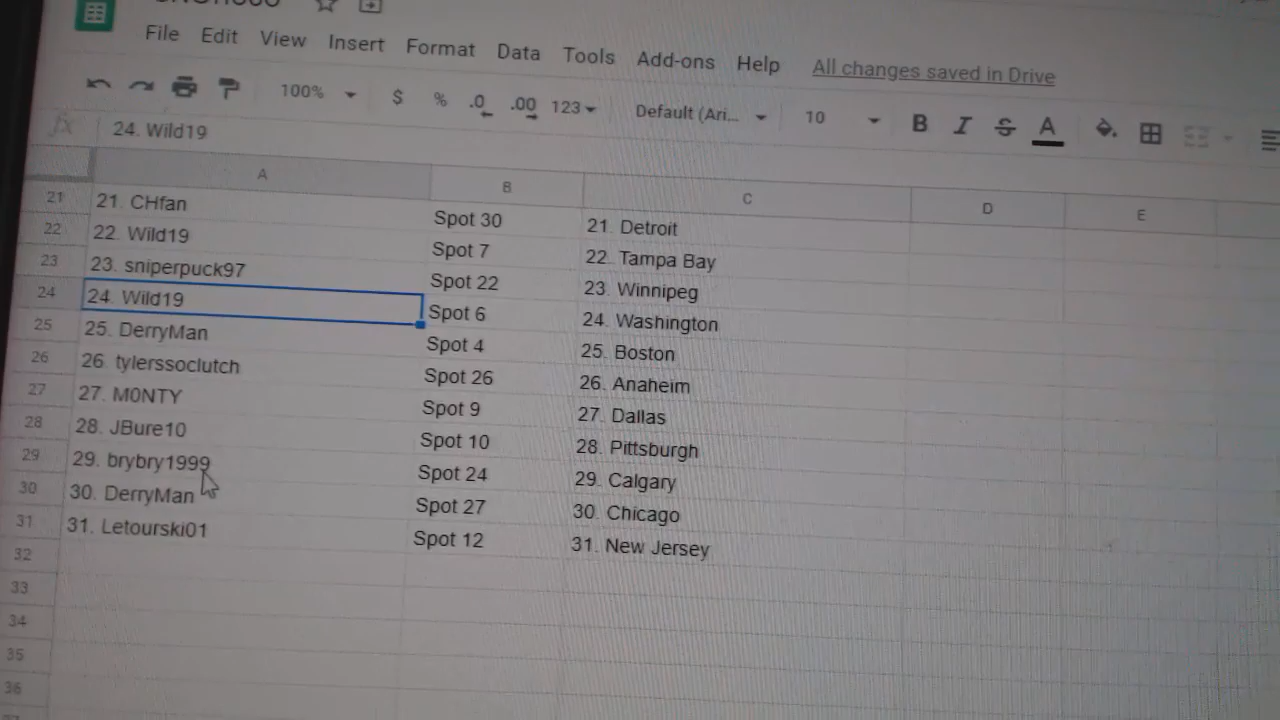 File Edit View Insert Format Data Tools Add-ons Help All changes saved in Drive
100% $ % .0 .00 123 Default (Ari... 10 B I S A
fx 24. Wild19
A B C D E
21 21. CHfan Spot 30 21. Detroit
22 22. Wild19 Spot 7 22. Tampa Bay
23 23. sniperpuck97 Spot 22 23. Winnipeg
24 24. Wild19 Spot 6 24. Washington
25 25. DerryMan Spot 4 25. Boston
26 26. tylerssoclutch Spot 26 26. Anaheim
27 27. M0NTY Spot 9 27. Dallas
28 28. JBure10 Spot 10 28. Pittsburgh
29 29. brybry1999 Spot 24 29. Calgary
30 30. DerryMan Spot 27 30. Chicago
31 31. Letourski01 Spot 12 31. New Jersey
32
33
34
35
36